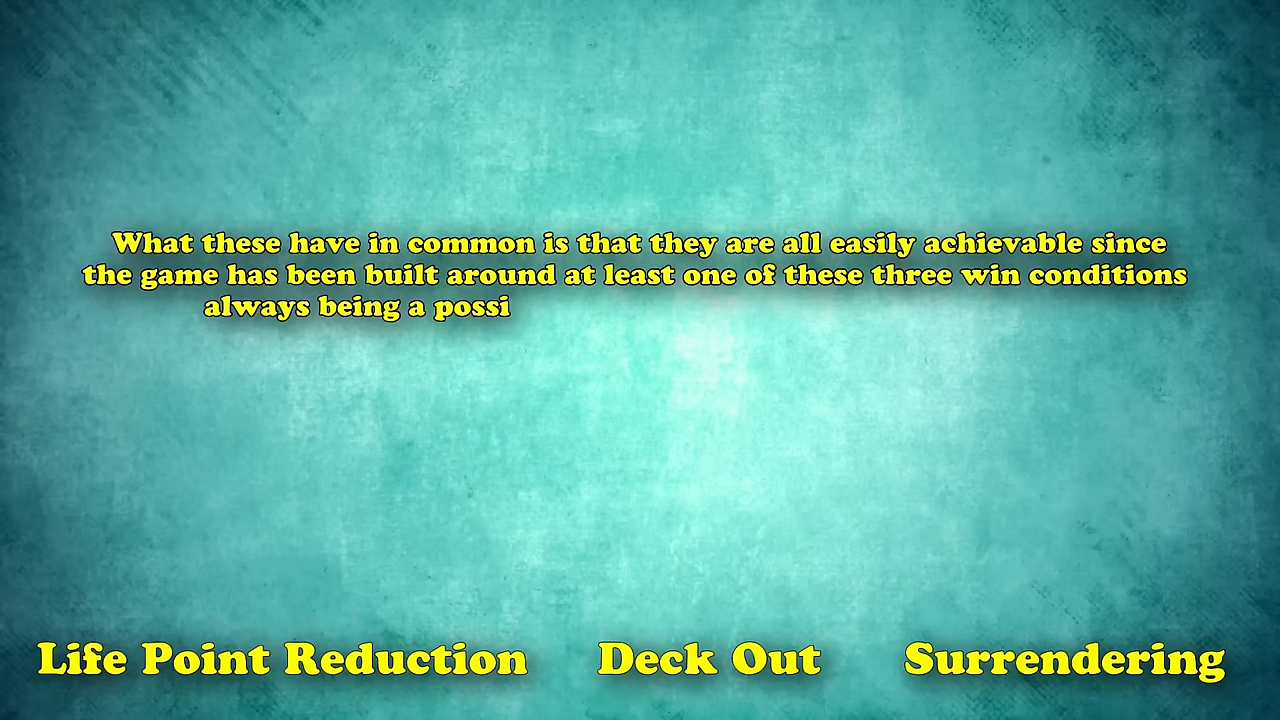 What these have in common is that they are all easily achievable since
the game has been built around at least one of these three win conditions
always being a possi
Life Point Reduction Deck Out Surrendering